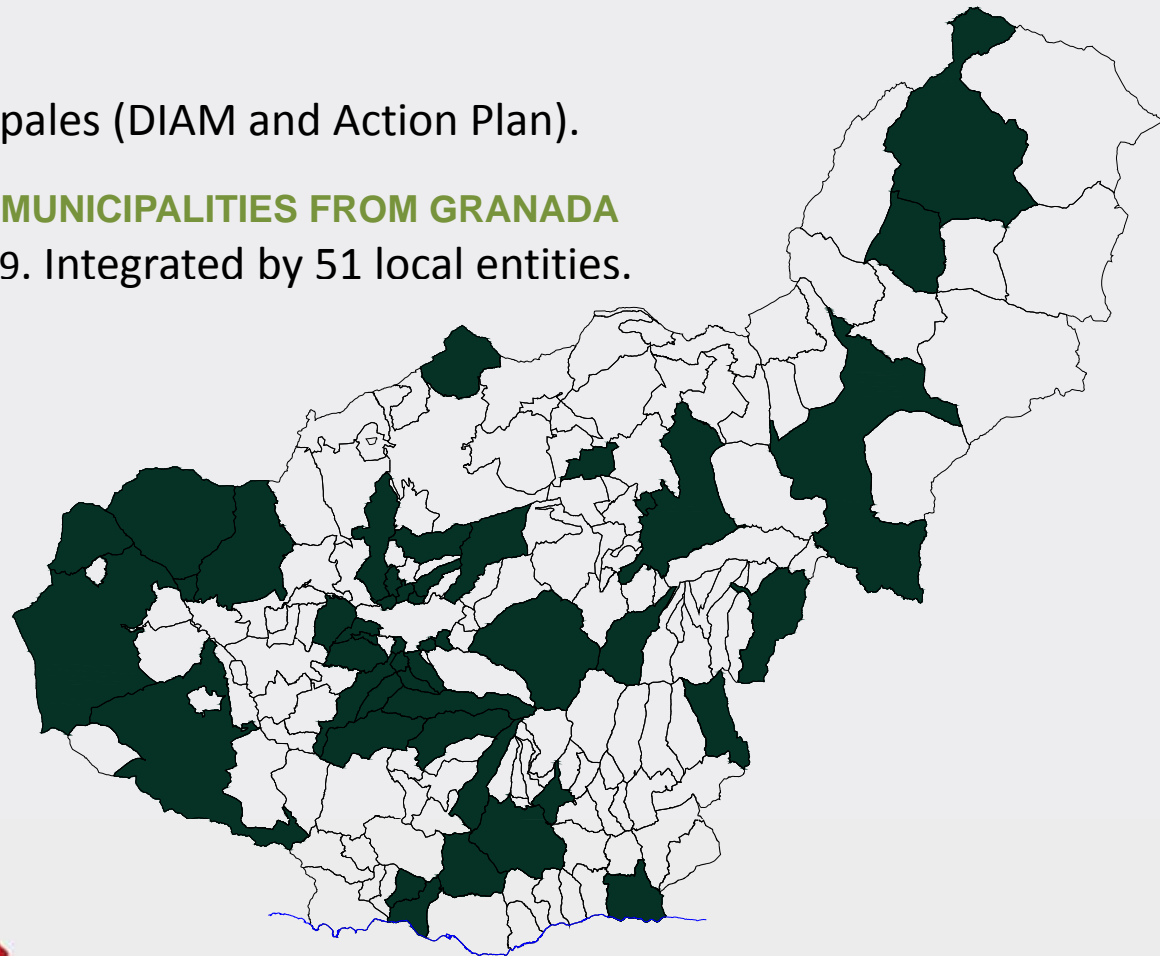 pales (DIAM and Action Plan).
MUNICIPALITIES FROM GRANADA
9. Integrated by 51 local entities.